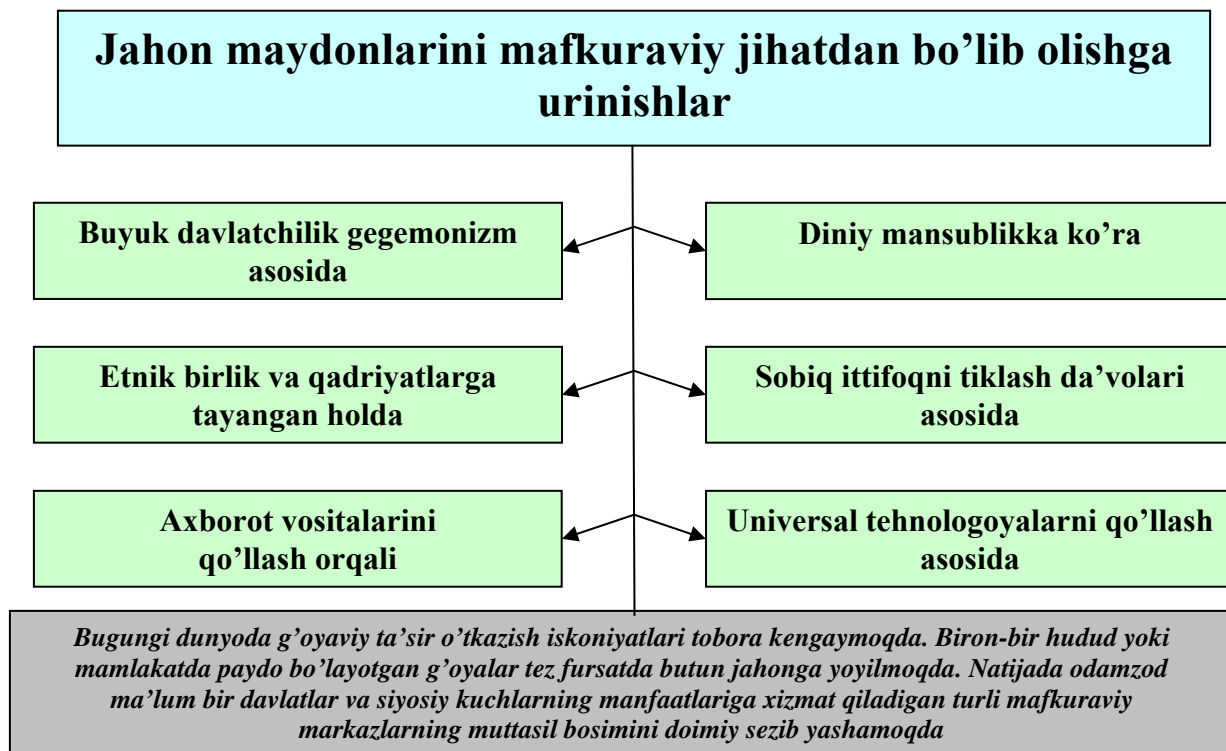 Jahon maydonlarini mafkuraviy jihatdan bo’lib olishga
urinishlar
Buyuk davlatchilik gegemonizm
asosida
Diniy mansublikka ko’ra
Etnik birlik va qadriyatlarga
tayangan holda
Sobiq ittifoqni tiklash da’volari
asosida
Axborot vositalarini
qo’llash orqali
Universal tehnologoyalarni qo’llash
asosida
Bugungi dunyoda g’oyaviy ta’sir o’tkazish iskoniyatlari tobora kengaymoqda. Biron-bir hudud yoki
mamlakatda paydo bo’layotgan g’oyalar tez fursatda butun jahonga yoyilmoqda. Natijada odamzod
ma’lum bir davlatlar va siyosiy kuchlarning manfaatlariga xizmat qiladigan turli mafkuraviy
markazlarning muttasil bosimini doimiy sezib yashamoqda